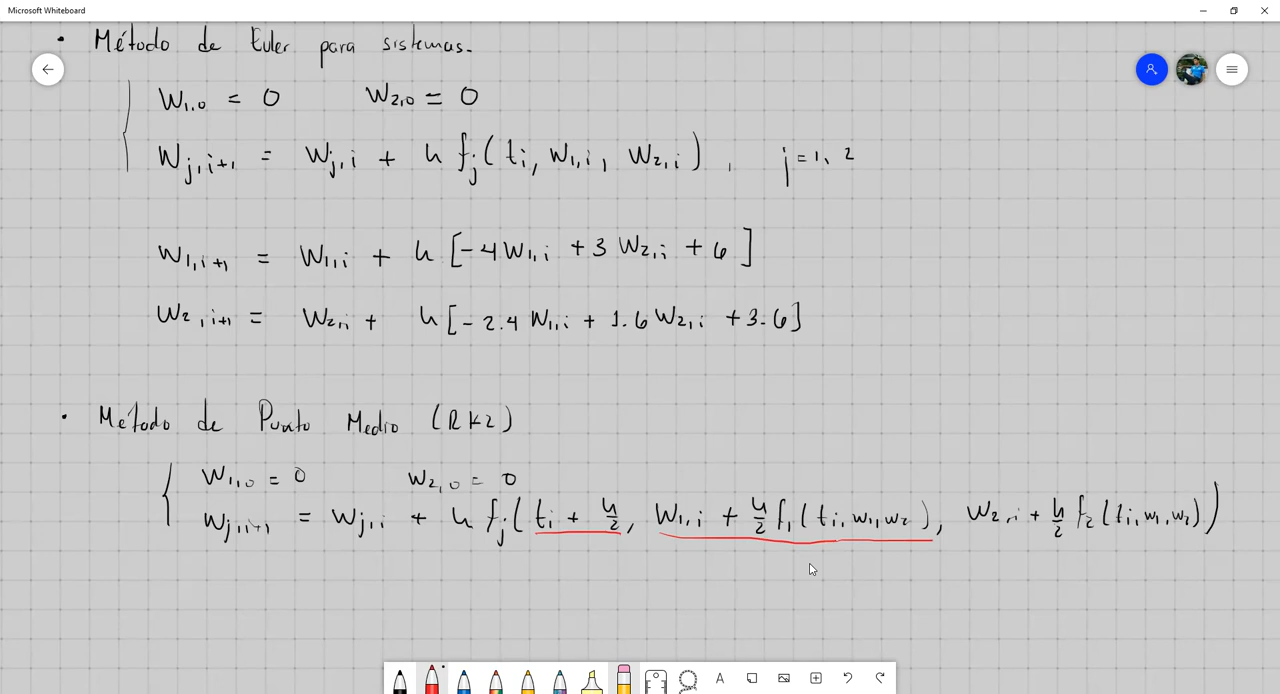 Microsoft Whiteboard
• Método de Euler para sistemas.
W1,0 = 0 W2,0 = 0
Wj,i+1 = Wj,i + h fj(ti, W1,i, W2,i), j=1,2
W1,i+1 = W1,i + h [-4W1,i + 3W2,i + 6]
W2,i+1 = W2,i + h [-2.4 W1,i + 1.6 W2,i + 3.6]
• Método de Punto Medio (RK2)
W1,0 = 0 W2,0 = 0
Wj,i+1 = Wj,i + h fj(ti + h/2, W1,i + h/2 f1(ti,w1,w2), W2,i + h/2 f2(ti,w1,w2))
A